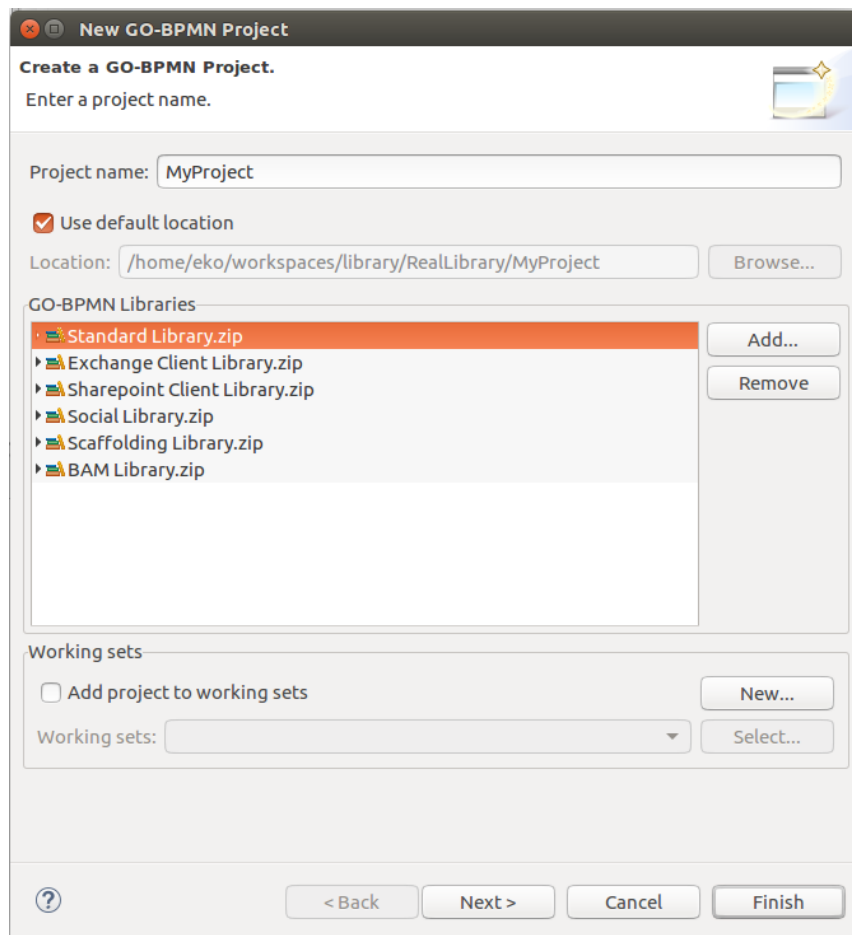 New GO-BPMN Project
Create a GO-BPMN Project.
Enter a project name.
Project name: MyProject
Use default location
Location: /home/eko/workspaces/library/RealLibrary/MyProject Browse...
GO-BPMN Libraries
Standard Library.zip Add...
Exchange Client Library.zip
Sharepoint Client Library.zip Remove
Social Library.zip
Scaffolding Library.zip
BAM Library.zip
Working sets
Add project to working sets New...
Working sets: Select...
? < Back Next > Cancel Finish